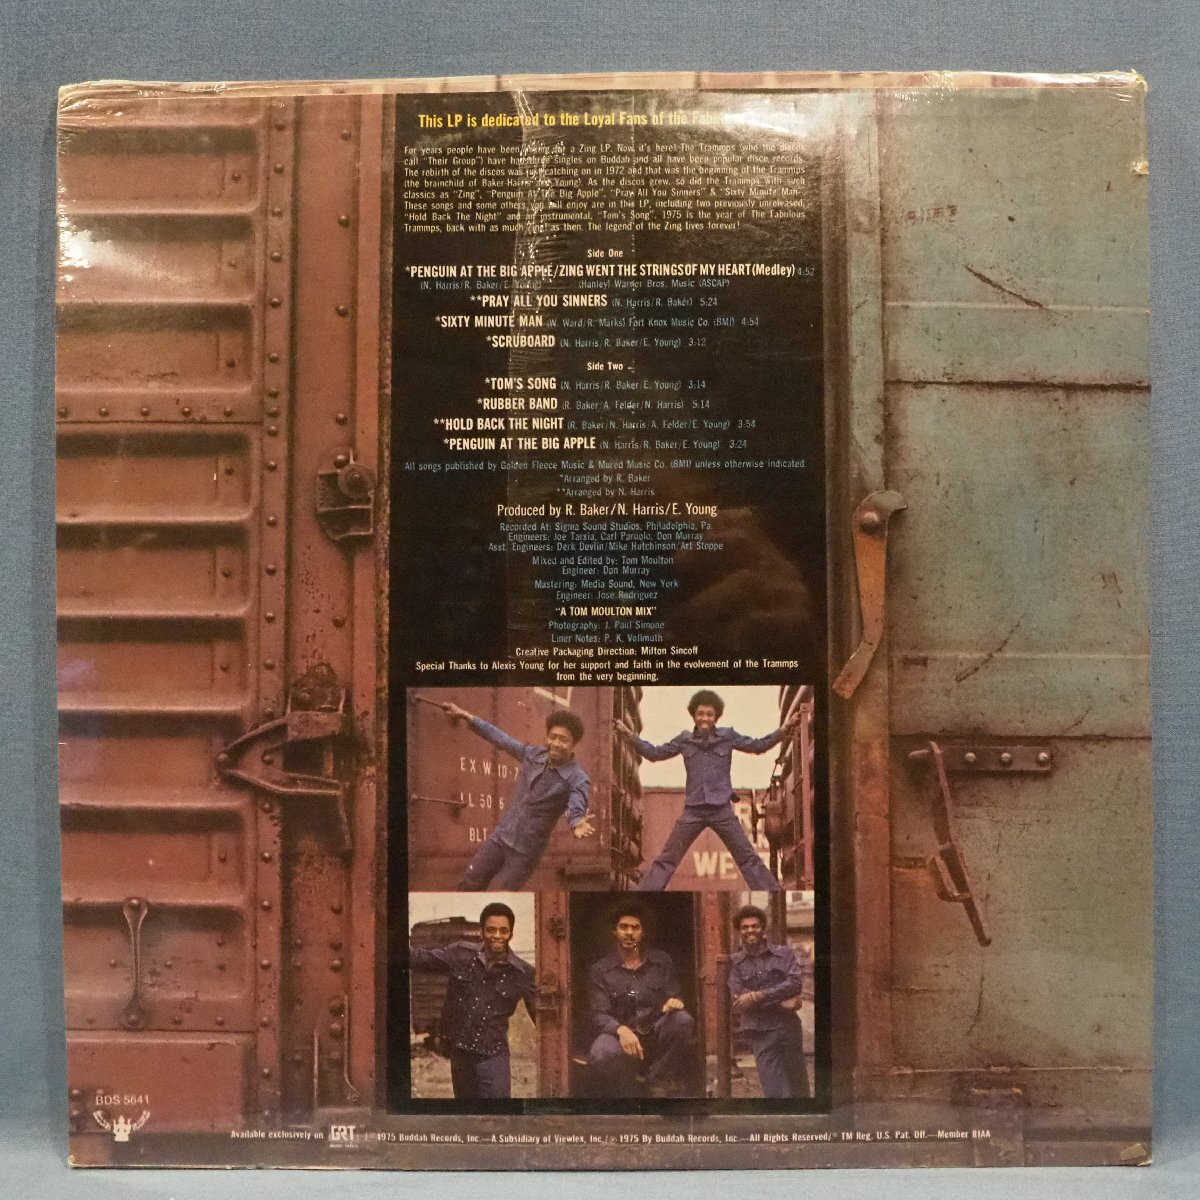 This LP is dedicated to the Loyal Fans of the Fabulous Trammps
For years people have been asking for a Zing LP. Now it's here! The Trammps (who the discos
call "Their Group") have had three singles on Buddah and all have been popular disco records.
The rebirth of the discos was just catching on in 1972 and that was the beginning of the Trammps
(the brainchild of Baker Harris and Young). As the discos grew, so did the Trammps with such
classics as "Zing", "Penguin At The Big Apple", "Pray All You Sinners" & "Sixty Minute Man."
These songs and some others you will enjoy are in this LP, including two previously unreleased,
"Hold Back The Night" and an instrumental, "Tom's Song". 1975 is the year of The Fabulous
Trammps, back with as much Zing! as then. The legend of the Zing lives forever!
Side One
*PENGUIN AT THE BIG APPLE/ZING WENT THE STRINGS OF MY HEART(Medley) 4:52
(N. Harris/R. Baker/E. Young) (Hanley) Warner Bros. Music (ASCAP)
**PRAY ALL YOU SINNERS (N. Harris/R. Baker) 5:24
*SIXTY MINUTE MAN (W. Ward/R. Marks) Fort Knox Music Co. (BMI) 4:54
*SCRUBOARD (N. Harris/R. Baker/E. Young) 3:12
Side Two
*TOM'S SONG (N. Harris/R. Baker/E. Young) 3:14
*RUBBER BAND (R. Baker/A. Felder/N. Harris) 5:14
**HOLD BACK THE NIGHT (R. Baker/N. Harris/A. Felder/E. Young) 3:54
*PENGUIN AT THE BIG APPLE (N. Harris/R. Baker/E. Young) 3:24
All songs published by Golden Fleece Music & Mured Music Co. (BMI) unless otherwise indicated.
*Arranged by R. Baker
**Arranged by N. Harris
Produced by R. Baker/N. Harris/E. Young
Recorded At: Sigma Sound Studios, Philadelphia, Pa.
Engineers: Joe Tarsia, Carl Paruolo, Don Murray
Asst. Engineers: Derk Devlin/Mike Hutchinson/Art Stoppe
Mixed and Edited by: Tom Moulton
Engineer: Don Murray
Mastering: Media Sound, New York
Engineer: Jose Rodriguez
"A TOM MOULTON MIX"
Photography: J. Paul Simone
Liner Notes: P. K. Vollmuth
Creative Packaging Direction: Milton Sincoff
Special Thanks to Alexis Young for her support and faith in the evolvement of the Trammps
from the very beginning.
EX W 10-7
IL 50 6
BLT
WE
BDS 5641
Available exclusively on GRT MUSIC TAPES ℗ 1975 Buddah Records, Inc.—A Subsidiary of Viewlex, Inc./© 1975 By Buddah Records, Inc.—All Rights Reserved/® TM Reg. U.S. Pat. Off.—Member RIAA